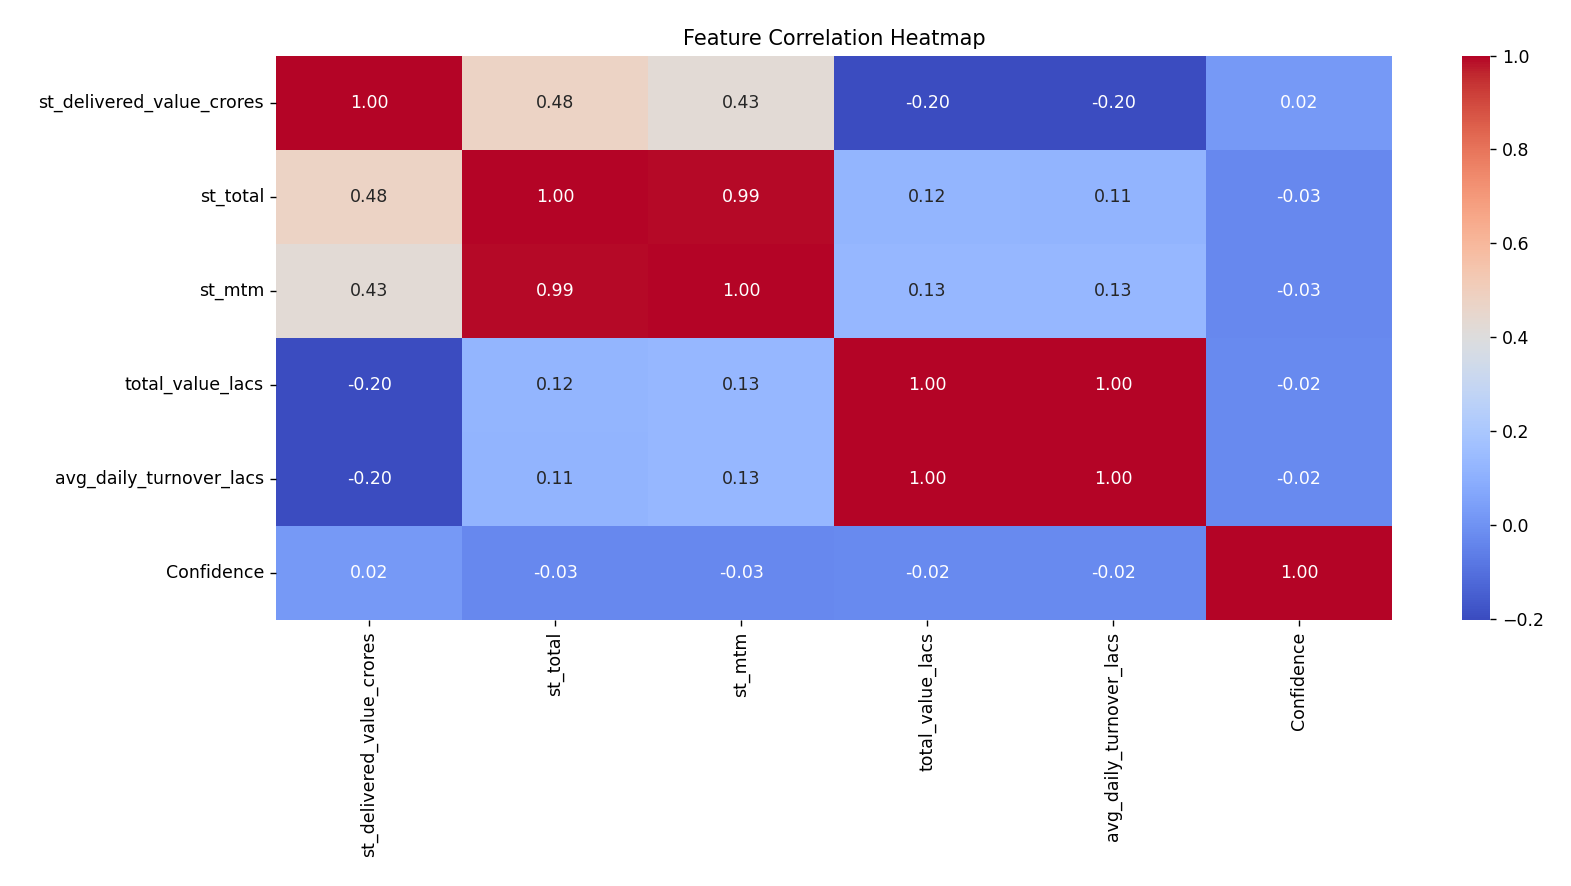 Feature Correlation Heatmap
st_delivered_value_crores 1.00 0.48 0.43 -0.20 -0.20 0.02
st_total 0.48 1.00 0.99 0.12 0.11 -0.03
st_mtm 0.43 0.99 1.00 0.13 0.13 -0.03
total_value_lacs -0.20 0.12 0.13 1.00 1.00 -0.02
avg_daily_turnover_lacs -0.20 0.11 0.13 1.00 1.00 -0.02
Confidence 0.02 -0.03 -0.03 -0.02 -0.02 1.00
st_delivered_value_crores
st_total
st_mtm
total_value_lacs
avg_daily_turnover_lacs
Confidence
1.0
0.8
0.6
0.4
0.2
0.0
−0.2